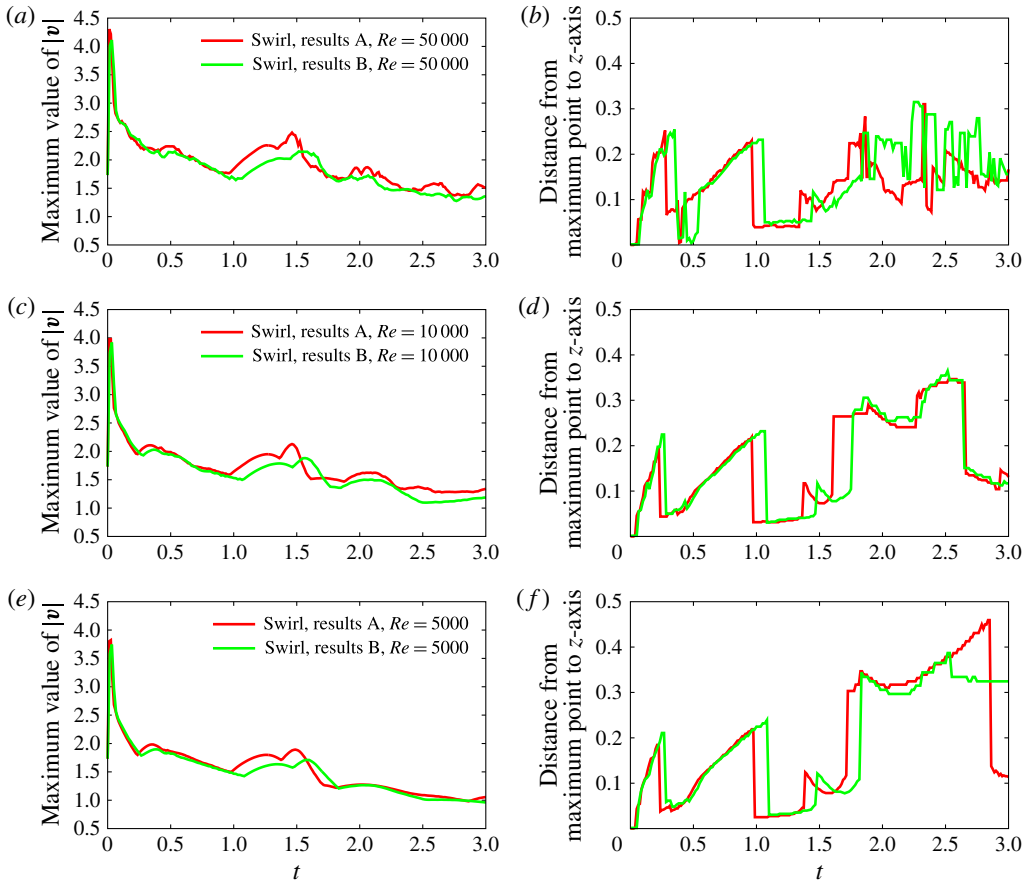 (a)
Maximum value of |v|
4.5
4.0
3.5
3.0
2.5
2.0
1.5
1.0
0.5
0 0.5 1.0 1.5 2.0 2.5 3.0
Swirl, results A, Re = 50 000
Swirl, results B, Re = 50 000
(b)
Distance from
maximum point to z-axis
0.5
0.4
0.3
0.2
0.1
0 0.5 1.0 1.5 2.0 2.5 3.0
(c)
Maximum value of |v|
4.5
4.0
3.5
3.0
2.5
2.0
1.5
1.0
0.5
0 0.5 1.0 1.5 2.0 2.5 3.0
Swirl, results A, Re = 10 000
Swirl, results B, Re = 10 000
(d)
Distance from
maximum point to z-axis
0.5
0.4
0.3
0.2
0.1
0 0.5 1.0 1.5 2.0 2.5 3.0
(e)
Maximum value of |v|
4.5
4.0
3.5
3.0
2.5
2.0
1.5
1.0
0.5
0 0.5 1.0 1.5 2.0 2.5 3.0
t
Swirl, results A, Re = 5000
Swirl, results B, Re = 5000
(f)
Distance from
maximum point to z-axis
0.5
0.4
0.3
0.2
0.1
0 0.5 1.0 1.5 2.0 2.5 3.0
t